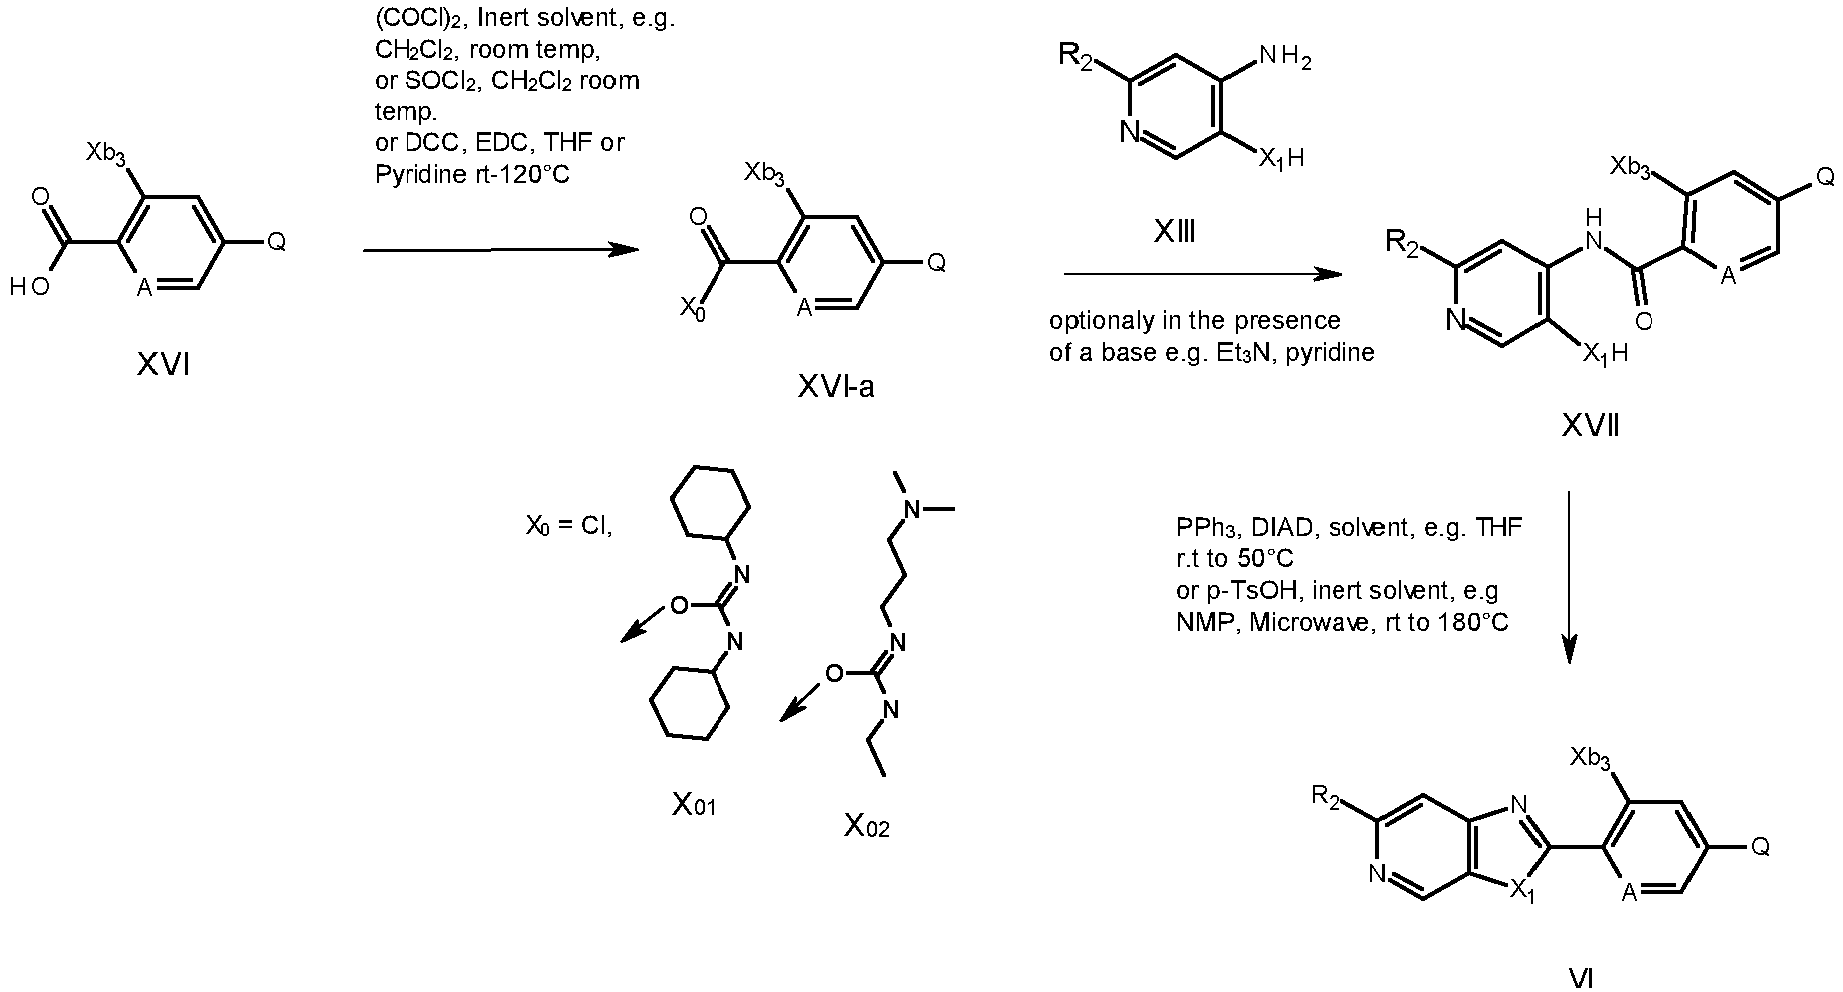 (COCl)2, Inert solvent, e.g.
CH2Cl2, room temp,
or SOCl2, CH2Cl2 room
temp.
or DCC, EDC, THF or
Pyridine rt-120°C
Xb3
O
HO
A
Q
XVI
Xb3
O
X0
A
Q
XVI-a
R2
NH2
N
X1H
XIII
optionaly in the presence
of a base e.g. Et3N, pyridine
Xb3
Q
H
N
R2
A
N
O
X1H
XVII
X0 = Cl,
N
O
N
X01
N
N
O
N
X02
PPh3, DIAD, solvent, e.g. THF
r.t to 50°C
or p-TsOH, inert solvent, e.g
NMP, Microwave, rt to 180°C
Xb3
R2
N
Q
N
X1
A
VI